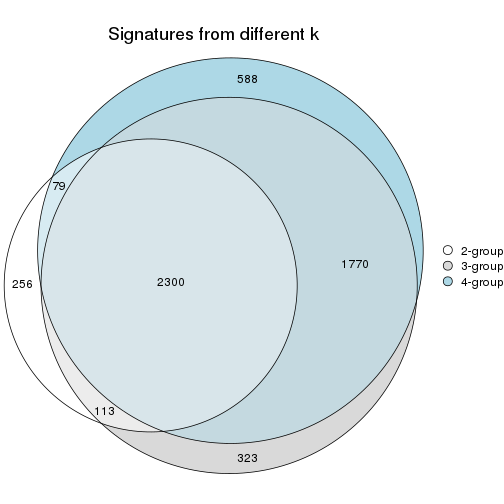 Signatures from different k
588
79
256
2300
1770
113
323
2-group
3-group
4-group